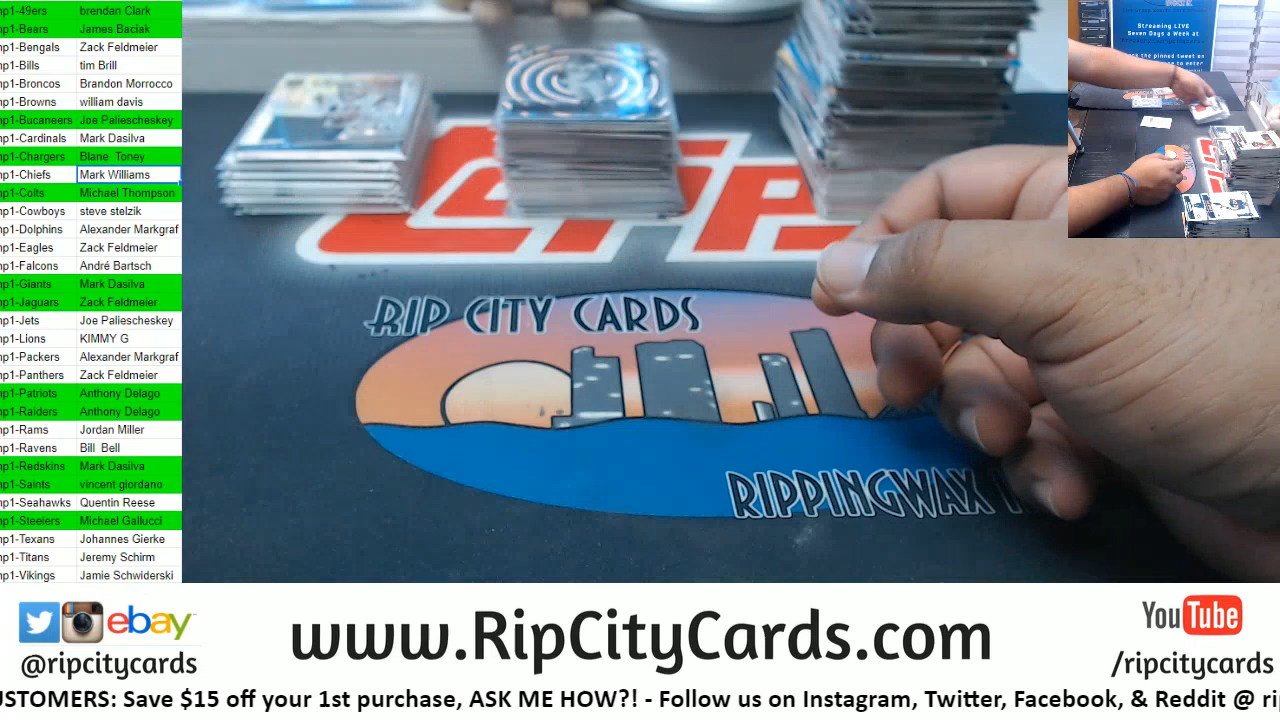 np1-49ers brendan Clark
np1-Bears James Baciak
np1-Bengals Zack Feldmeier
np1-Bills tim Brill
np1-Broncos Brandon Morrocco
np1-Browns william davis
np1-Bucaneers Joe Paliescheskey
np1-Cardinals Mark Dasilva
np1-Chargers Blane Toney
np1-Chiefs Mark Williams
np1-Colts Michael Thompson
np1-Cowboys steve stelzik
np1-Dolphins Alexander Markgraf
np1-Eagles Zack Feldmeier
np1-Falcons André Bartsch
np1-Giants Mark Dasilva
np1-Jaguars Zack Feldmeier
np1-Jets Joe Paliescheskey
np1-Lions KIMMY G
np1-Packers Alexander Markgraf
np1-Panthers Zack Feldmeier
np1-Patriots Anthony Delago
np1-Raiders Anthony Delago
np1-Rams Jordan Miller
np1-Ravens Bill Bell
np1-Redskins Mark Dasilva
np1-Saints vincent giordano
np1-Seahawks Quentin Reese
np1-Steelers Michael Gallucci
np1-Texans Johannes Gierke
np1-Titans Jeremy Schirm
np1-Vikings Jamie Schwiderski
Streaming LIVE
Seven Days a Week at
the pinned tweet on
to enter
RIP CITY CARDS
RIPPINGWAX
ebay
@ripcitycards
www.RipCityCards.com
YouTube
/ripcitycards
USTOMERS: Save $15 off your 1st purchase, ASK ME HOW?! - Follow us on Instagram, Twitter, Facebook, & Reddit @ rip